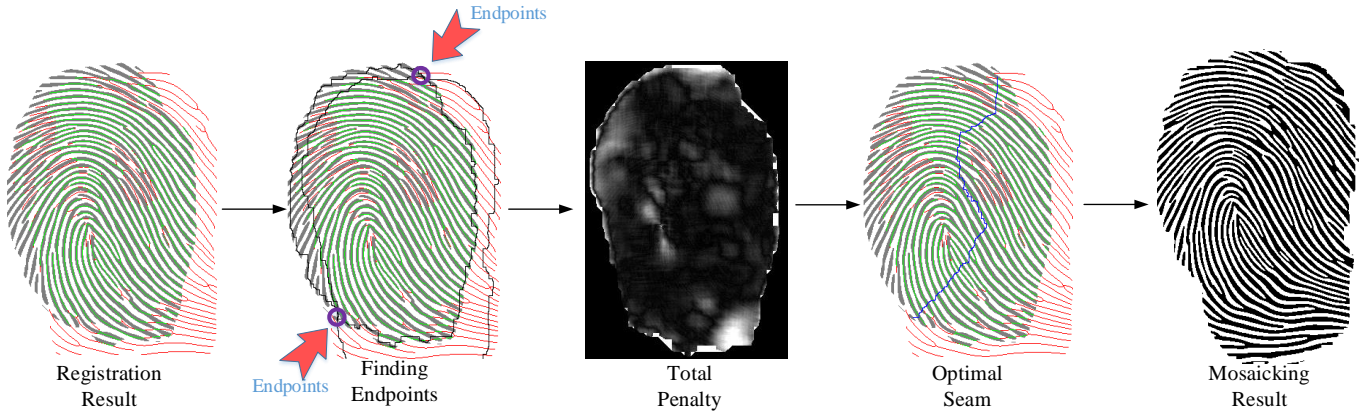 Endpoints
Endpoints
Registration
Result
Finding
Endpoints
Total
Penalty
Optimal
Seam
Mosaicking
Result